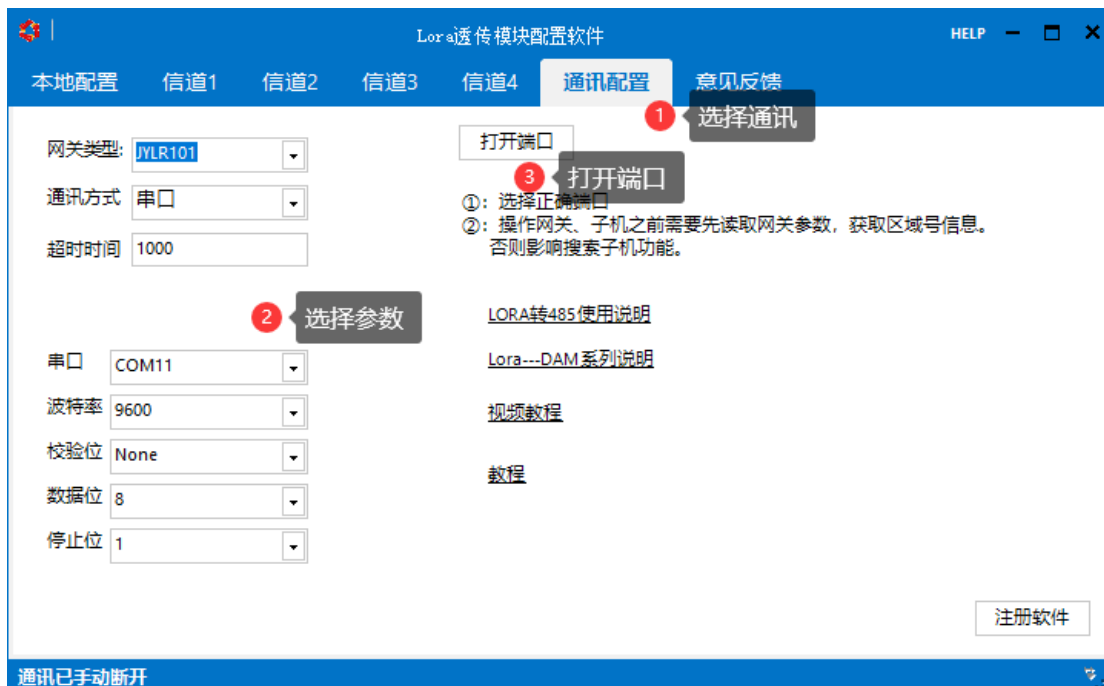 Lora透传模块配置软件
HELP
本地配置 信道1 信道2 信道3 信道4 通讯配置 意见反馈
1 选择通讯
网关类型: JYLR101
打开端口
3 打开端口
通讯方式 串口
①：选择正确端口
②：操作网关、子机之前需要先读取网关参数，获取区域号信息。
否则影响搜索子机功能。
超时时间 1000
2 选择参数
LORA转485使用说明
串口 COM11
Lora---DAM系列说明
波特率 9600
视频教程
校验位 None
教程
数据位 8
停止位 1
注册软件
通讯已手动断开